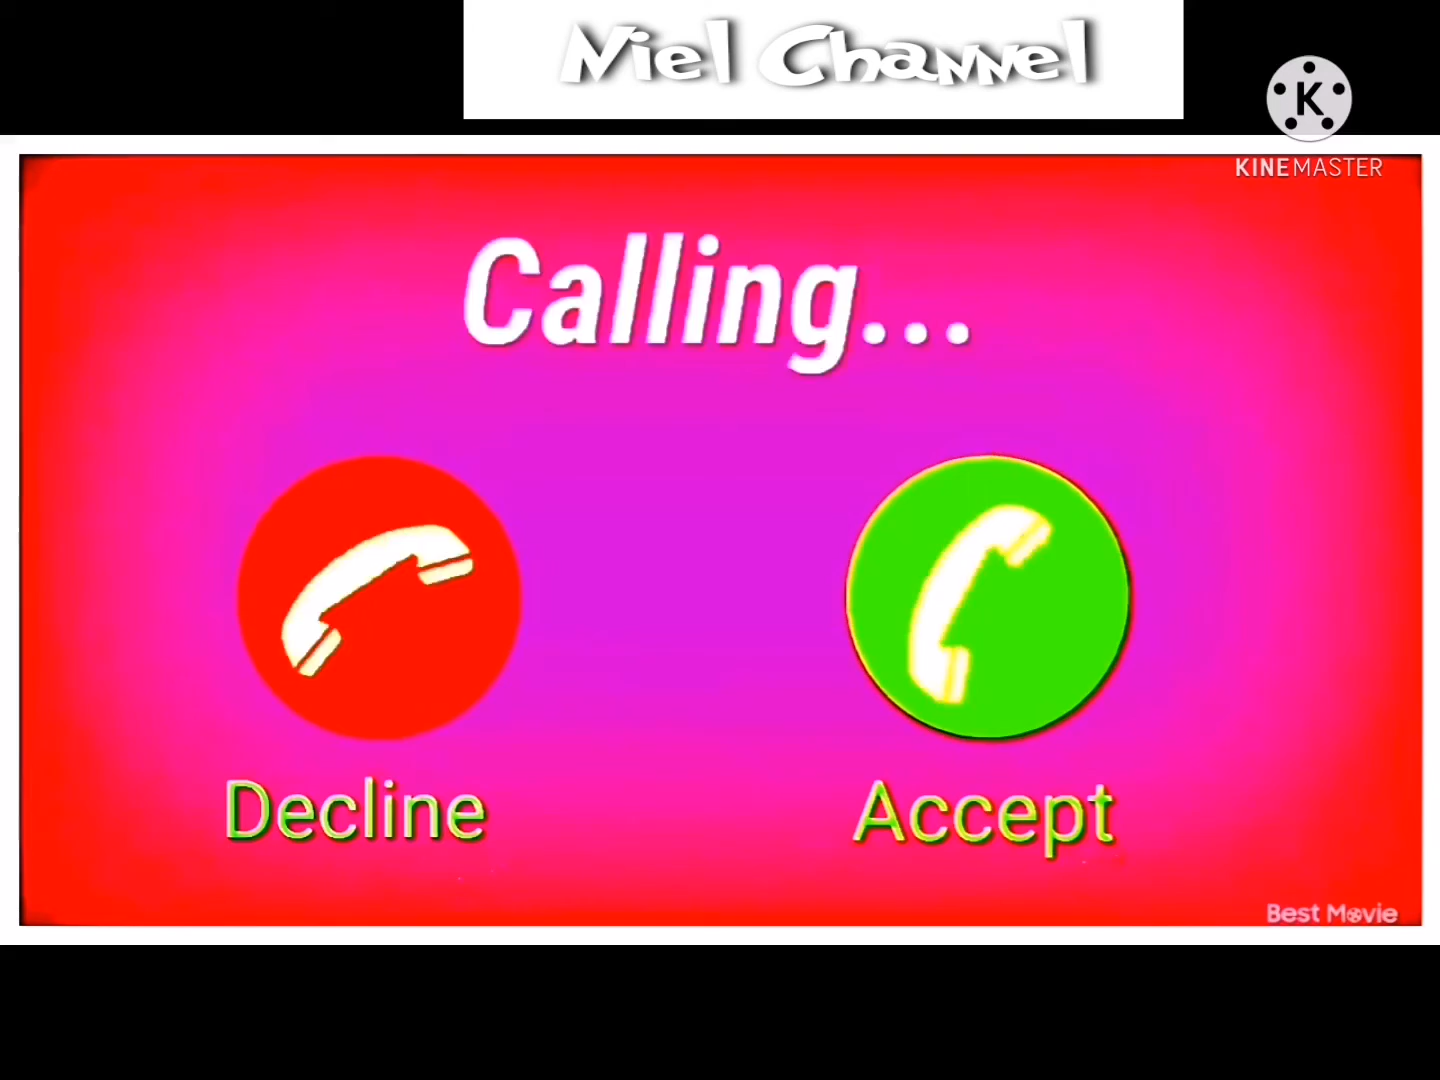 Niel Channel
K
KINEMASTER
Calling...
Decline
Accept
Best Movie